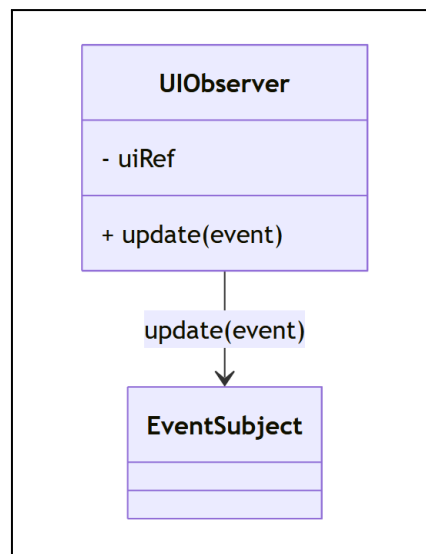 UIObserver
- uiRef
+ update(event)
update(event)
EventSubject